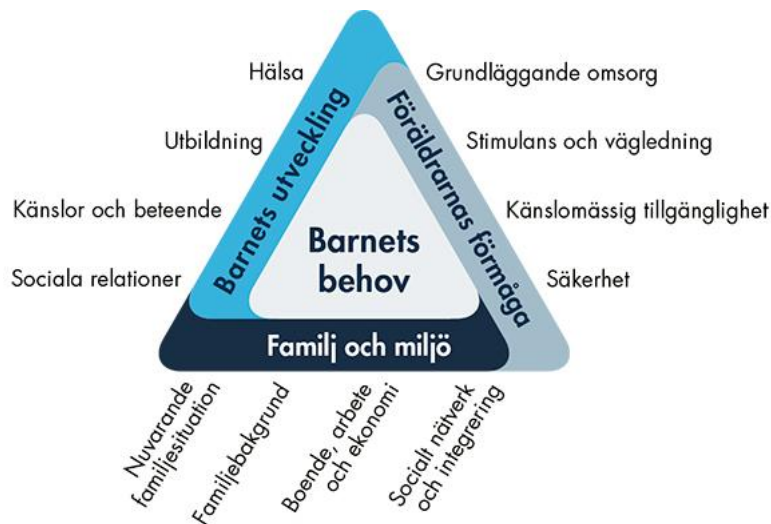 Hälsa
Utbildning
Känslor och beteende
Sociala relationer
Barnets utveckling
Grundläggande omsorg
Stimulans och vägledning
Känslomässig tillgänglighet
Säkerhet
Föräldrarnas förmåga
Barnets
behov
Familj och miljö
Nuvarande
familjesituation
Familjebakgrund
Boende, arbete
och ekonomi
Socialt nätverk
och integrering